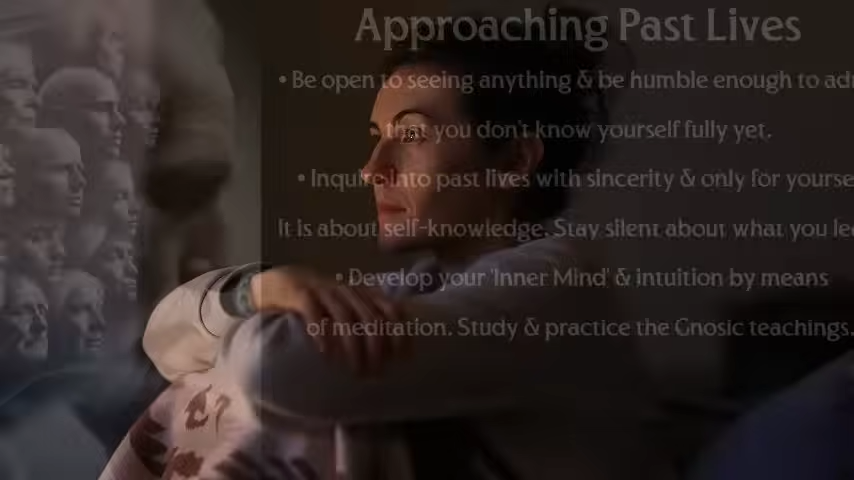 Approaching Past Lives
• Be open to seeing anything & be humble enough to
that you don't know yourself fully yet.
• Inquire into past lives with sincerity & only for
It is about self-knowledge. Stay silent about what you
• Develop your 'Inner Mind' & intuition by means
of meditation. Study & practice the Gnosic teachings.